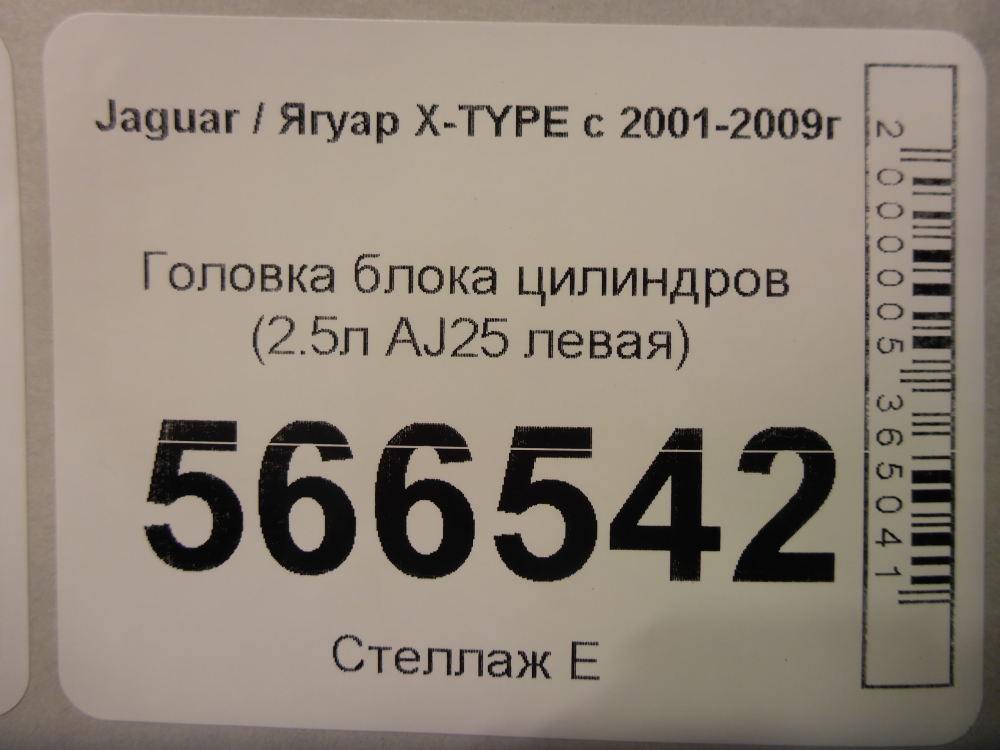 Jaguar / Ягуар X-TYPE с 2001-2009г
Головка блока цилиндров
(2.5л AJ25 левая)
566542
Стеллаж Е
2000005365041